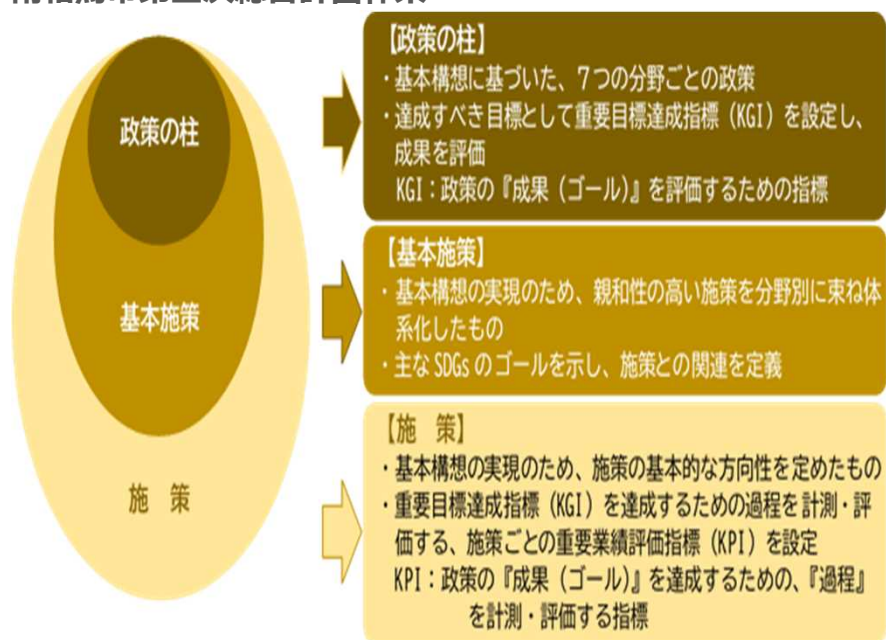 政策の柱
基本施策
施 策
【政策の柱】
・基本構想に基づいた、7つの分野ごとの政策
・達成すべき目標として重要目標達成指標（KGI）を設定し、
成果を評価
KGI：政策の『成果（ゴール）』を評価するための指標
【基本施策】
・基本構想の実現のため、親和性の高い施策を分野別に束ね体
系化したもの
・主な SDGs のゴールを示し、施策との関連を定義
【施 策】
・基本構想の実現のため、施策の基本的な方向性を定めたもの
・重要目標達成指標（KGI）を達成するための過程を計測・評
価する、施策ごとの重要業績評価指標（KPI）を設定
KPI：政策の『成果（ゴール）』を達成するための、『過程』
を計測・評価する指標